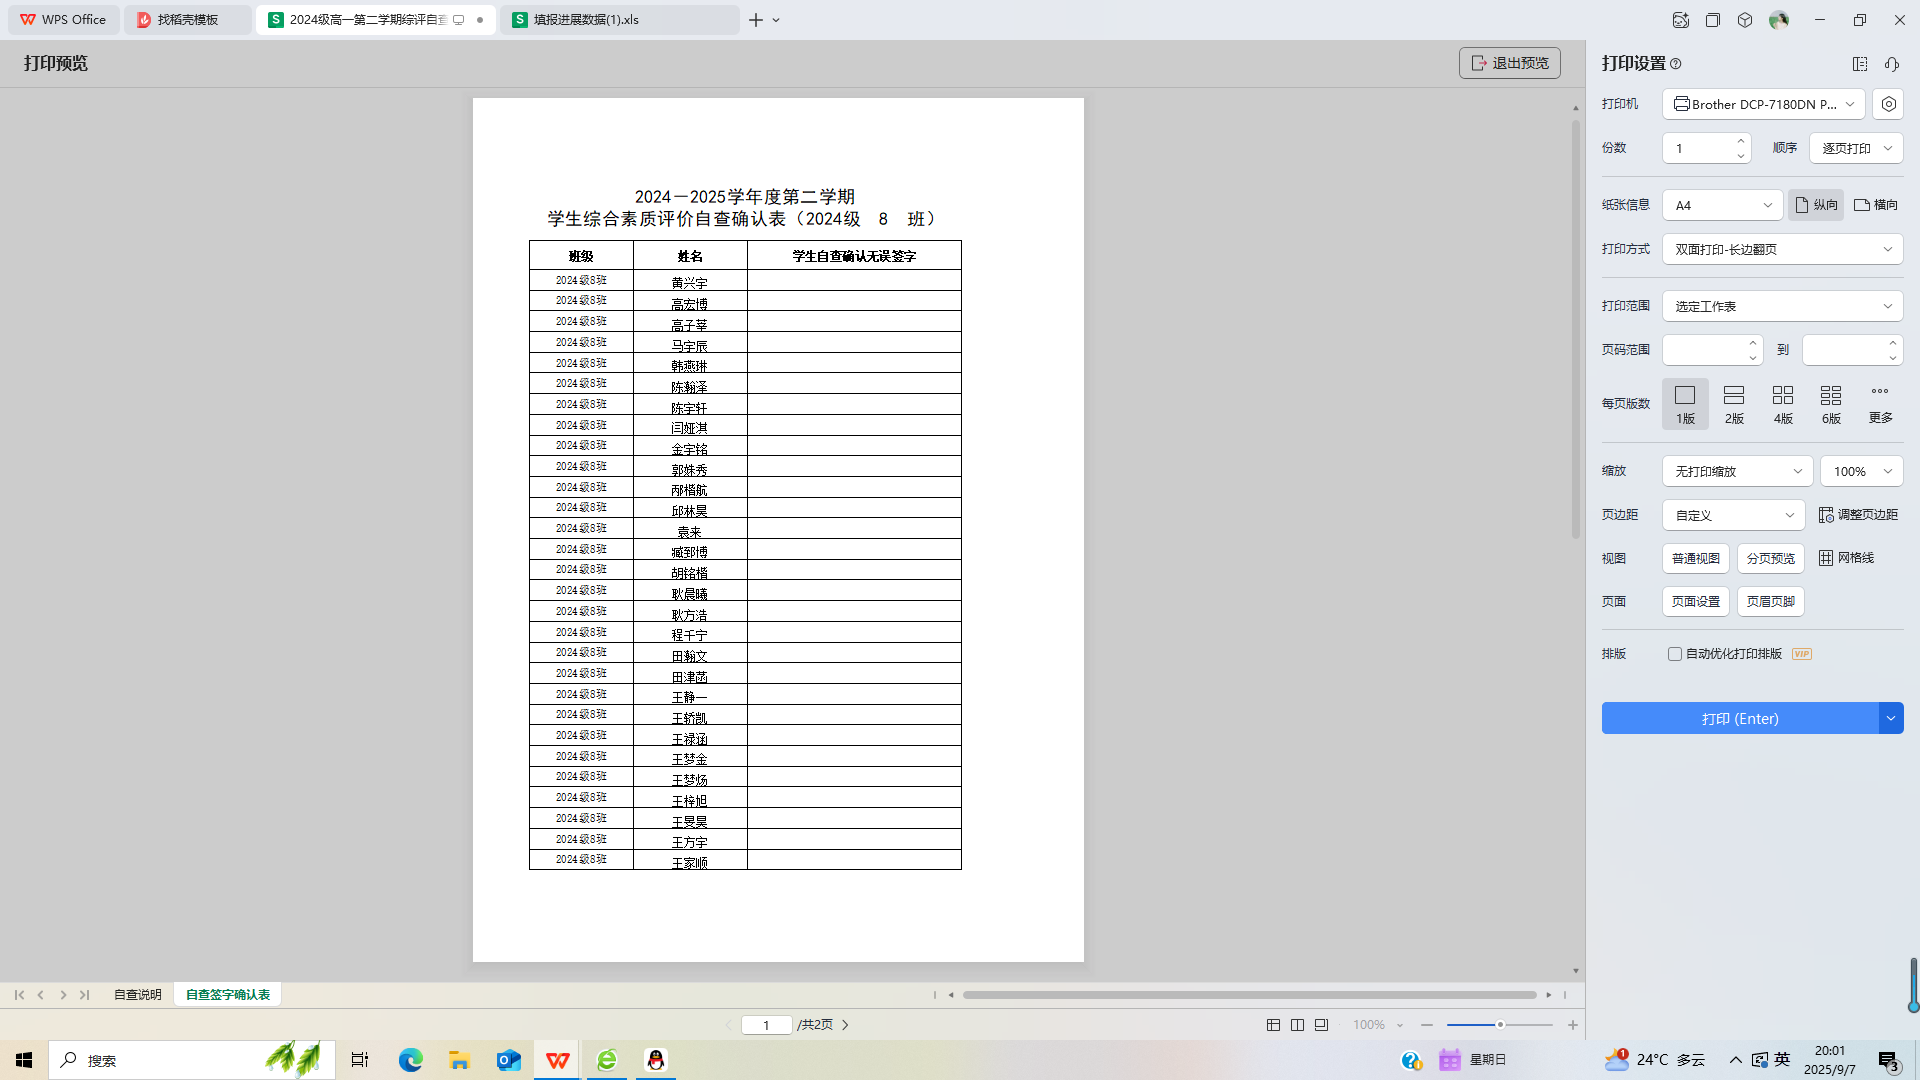 WPS Office
找稻壳模板
2024级高一第二学期综评自查
填报进展数据(1).xls
打印预览
退出预览
2024－2025学年度第二学期
学生综合素质评价自查确认表（2024级 8 班）
班级 姓名 学生自查确认无误签字
2024级8班 黄兴宇
2024级8班 高宏博
2024级8班 高子莘
2024级8班 马宇辰
2024级8班 韩燕琳
2024级8班 陈瀚泽
2024级8班 陈宇轩
2024级8班 闫娅淇
2024级8班 金宇铭
2024级8班 郭姝秀
2024级8班 邴楷航
2024级8班 邱林昊
2024级8班 袁来
2024级8班 臧郅博
2024级8班 胡铭楷
2024级8班 耿晨曦
2024级8班 耿方浩
2024级8班 程千宁
2024级8班 田瀚文
2024级8班 田津菡
2024级8班 王静一
2024级8班 王轿凯
2024级8班 王禄涵
2024级8班 王梦金
2024级8班 王梦炀
2024级8班 王梓旭
2024级8班 王旻昊
2024级8班 王方宇
2024级8班 王家顺
自查说明
自查签字确认表
1 /共2页
100%
打印设置
打印机 Brother DCP-7180DN P...
份数 1 顺序 逐页打印
纸张信息 A4 纵向 横向
打印方式 双面打印-长边翻页
打印范围 选定工作表
页码范围 到
每页版数 1版 2版 4版 6版 更多
缩放 无打印缩放 100%
页边距 自定义 调整页边距
视图 普通视图 分页预览 网格线
页面 页面设置 页眉页脚
排版 自动优化打印排版 VIP
打印 (Enter)
搜索
星期日
24°C 多云
英
20:01
2025/9/7
3